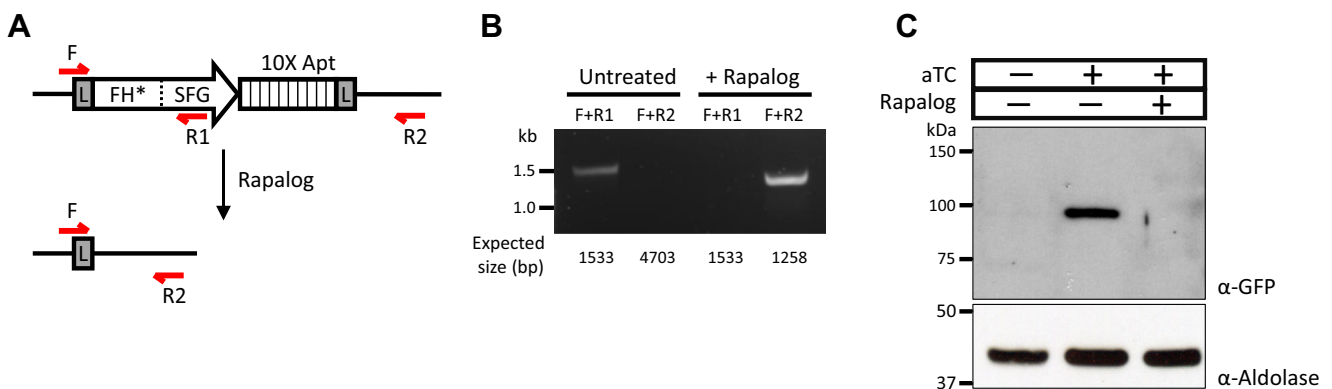 A
F
10X Apt
L
FH*
SFG
L
R1
R2
Rapalog
F
L
R2
B
Untreated
+ Rapalog
F+R1 F+R2 F+R1 F+R2
kb
1.5
1.0
Expected
size (bp) 1533 4703 1533 1258
C
aTC — + +
Rapalog — — +
kDa
150
100
75
α-GFP
50
37
α-Aldolase